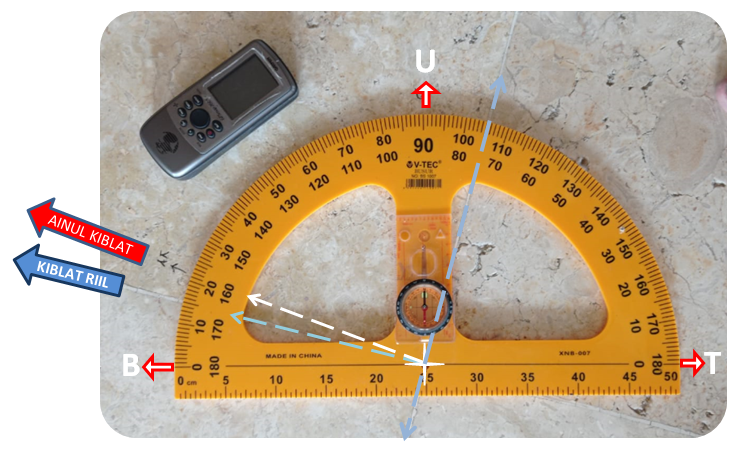 U
AINUL KIBLAT
KIBLAT RIIL
B
T
90
V-TEC®
80 100
70 110
60 120
50 130
40 140
30 150
20 160
10 170
0 180
100 80
110 70
120 60
130 50
140 40
150 30
160 20
170 10
180 0
MADE IN CHINA
XNB-007
0 cm 5 10 15 20 25 30 35 40 45 50